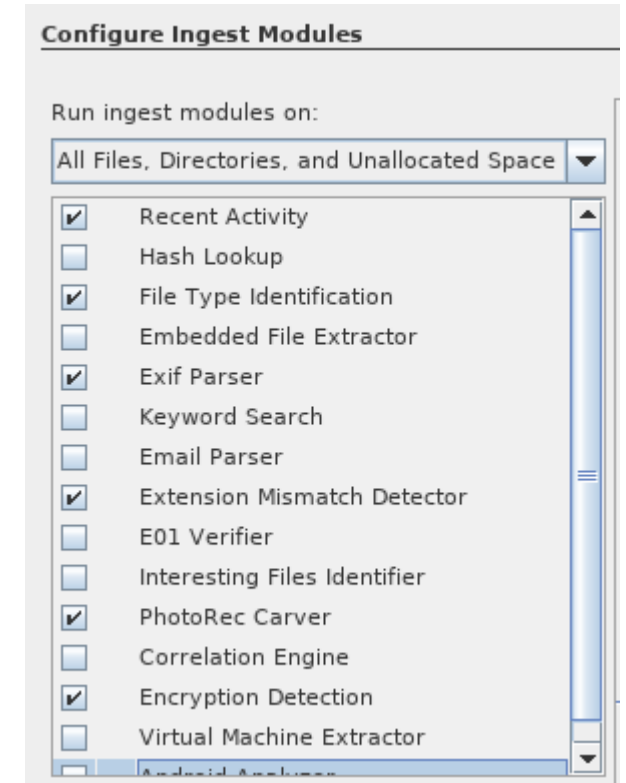 Configure Ingest Modules
Run ingest modules on:
All Files, Directories, and Unallocated Space
Recent Activity
Hash Lookup
File Type Identification
Embedded File Extractor
Exif Parser
Keyword Search
Email Parser
Extension Mismatch Detector
E01 Verifier
Interesting Files Identifier
PhotoRec Carver
Correlation Engine
Encryption Detection
Virtual Machine Extractor
Android Analyzer